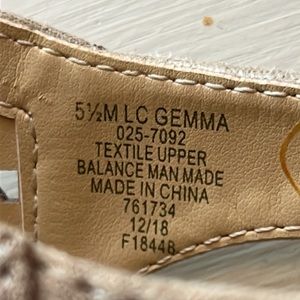 5½M LC GEMMA
025-7092
TEXTILE UPPER
BALANCE MAN MADE
MADE IN CHINA
761734
12/18
F18448